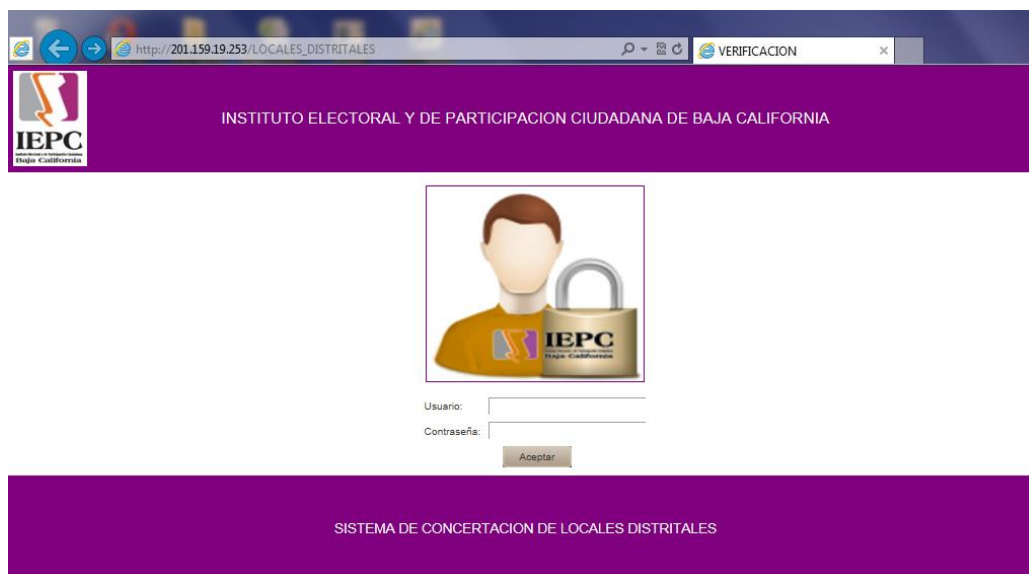 http://201.159.19.253/LOCALES_DISTRITALES
VERIFICACION
IEPC
Baja California
INSTITUTO ELECTORAL Y DE PARTICIPACION CIUDADANA DE BAJA CALIFORNIA
IEPC
Baja California
Usuario:
Contraseña:
Aceptar
SISTEMA DE CONCERTACION DE LOCALES DISTRITALES